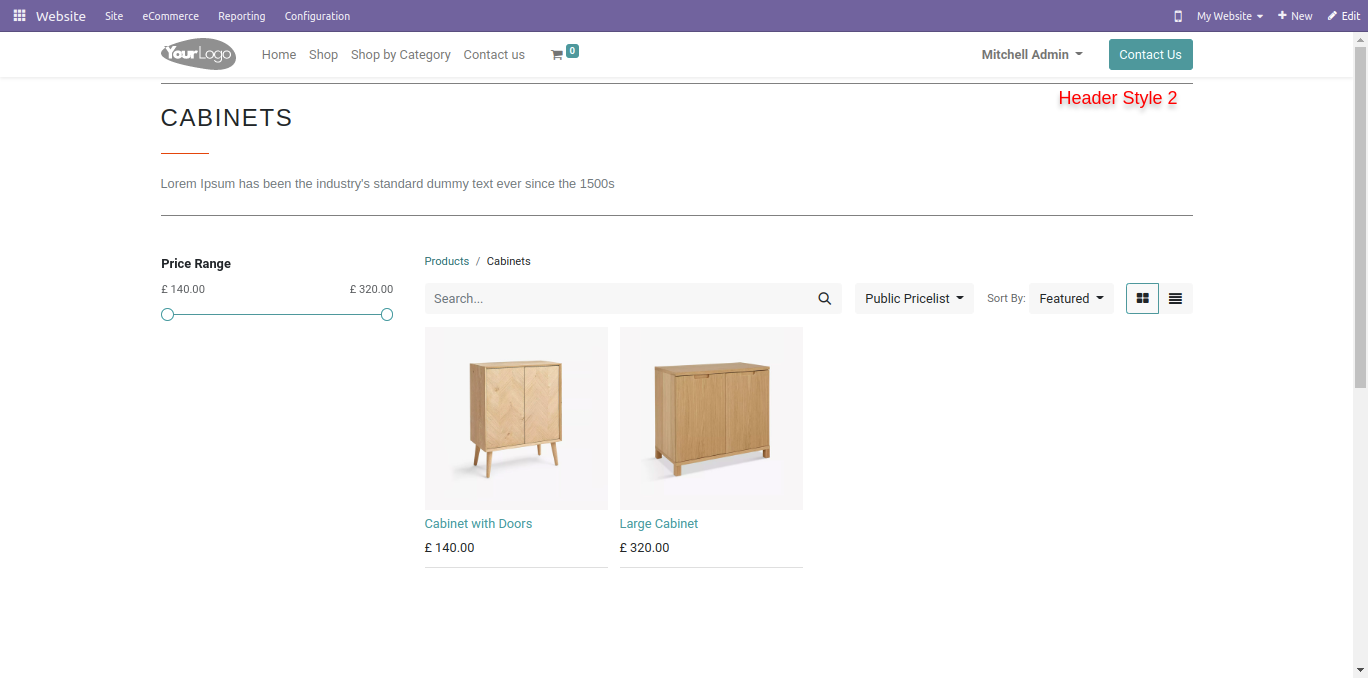 Website Site eCommerce Reporting Configuration My Website New Edit
YourLogo Home Shop Shop by Category Contact us 0 Mitchell Admin Contact Us
Header Style 2
CABINETS
Lorem Ipsum has been the industry's standard dummy text ever since the 1500s
Price Range
£ 140.00 £ 320.00
Products / Cabinets
Search... Public Pricelist Sort By: Featured
Cabinet with Doors Large Cabinet
£ 140.00 £ 320.00